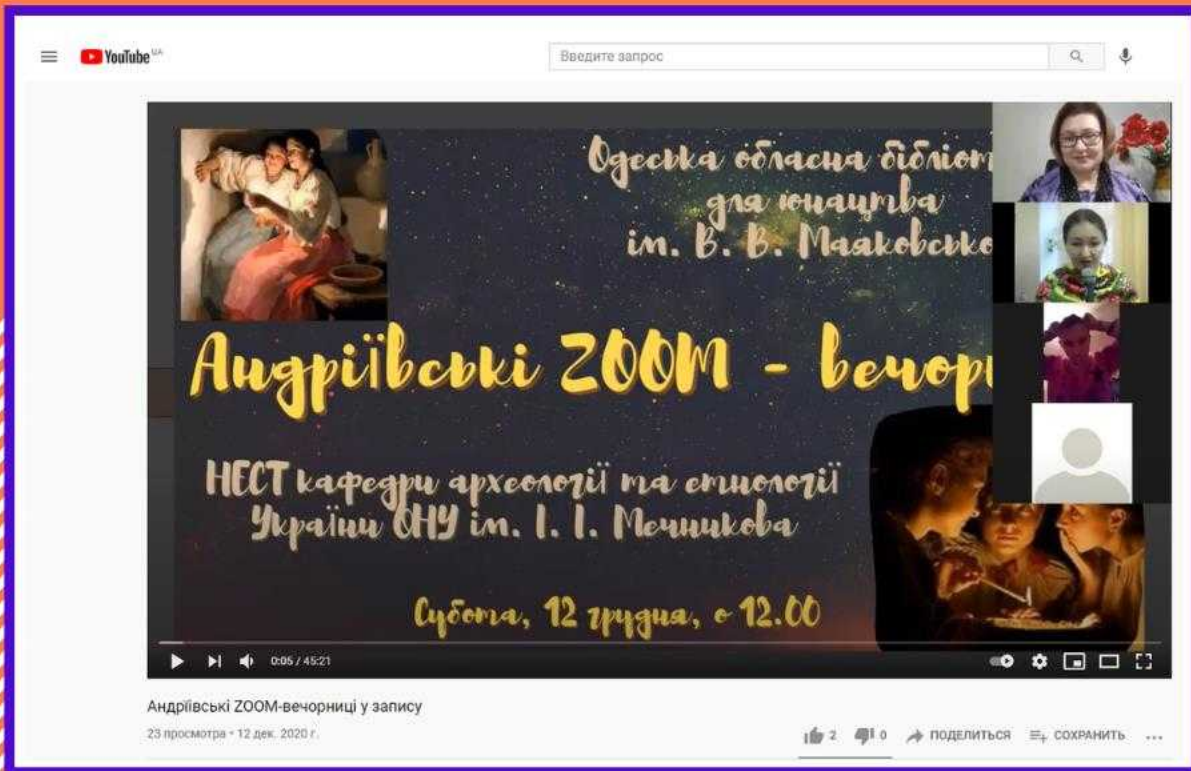 YouTube UA
Введите запрос
Одеська обласна бібліот
для юнацтва
ім. В. В. Маяковсько
Андріївські ZOOM - вечорн
НЕСТ кафедри археології та етнології
України ОНУ ім. І. І. Мечникова
Субота, 12 грудня, о 12.00
0:05 / 45:21
Андріївські ZOOM-вечорниці у запису
23 просмотра • 12 дек. 2020 г.
2 0 ПОДЕЛИТЬСЯ СОХРАНИТЬ